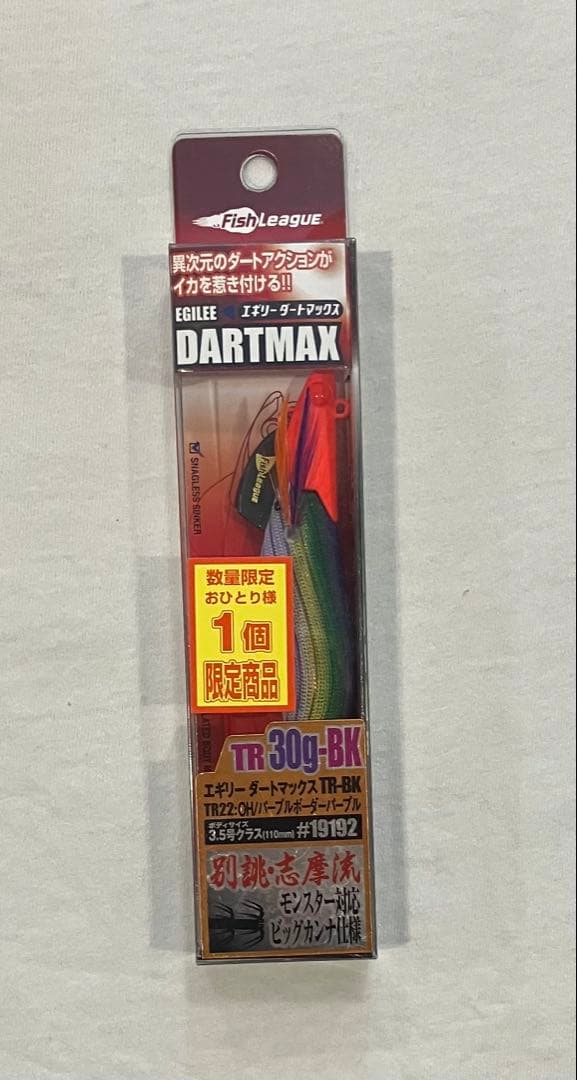 FishLeague
異次元のダートアクションが
イカを惹き付ける!!
EGILEE エギリー ダートマックス
DARTMAX
SNAGLESS SINKER
FishLeague
数量限定
おひとり様
1個
限定商品
LATED BODY
TR 30g-BK
エギリー ダートマックス TR-BK
TR22:OH/パープルボーダーパープル
ボディサイズ
3.5号クラス(110mm) #19192
別誂・志摩流
モンスター対応
ビッグカンナ仕様